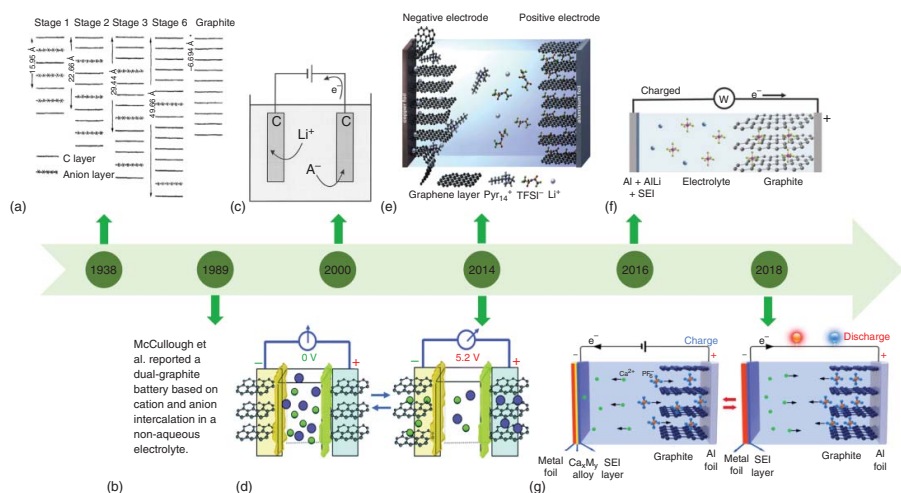 Stage 1 Stage 2 Stage 3 Stage 6 Graphite
15.95 Å
22.66 Å
29.44 Å
49.66 Å
~6.694 Å
C layer
Anion layer
(a)
e⁻
C C
Li⁺
A⁻
(c)
Negative electrode Positive electrode
Graphene layer Pyr₁₄⁺ TFSI⁻ Li⁺
(e)
Charged W e⁻
+
Al + AlLi
+ SEI
Electrolyte Graphite
(f)
1938 1989 2000 2014 2016 2018
McCullough et
al. reported a
dual-graphite
battery based on
cation and anion
intercalation in a
non-aqueous
electrolyte.
(b)
− 0 V +
− 5.2 V +
(d)
e⁻ Charge
− +
Ca²⁺ PF₆⁻
Metal
foil
CaₓMᵧ
alloy
SEI
layer
Graphite
Al
foil
Discharge
e⁻
− +
Metal
foil
SEI
layer
Graphite
Al
foil
(g)